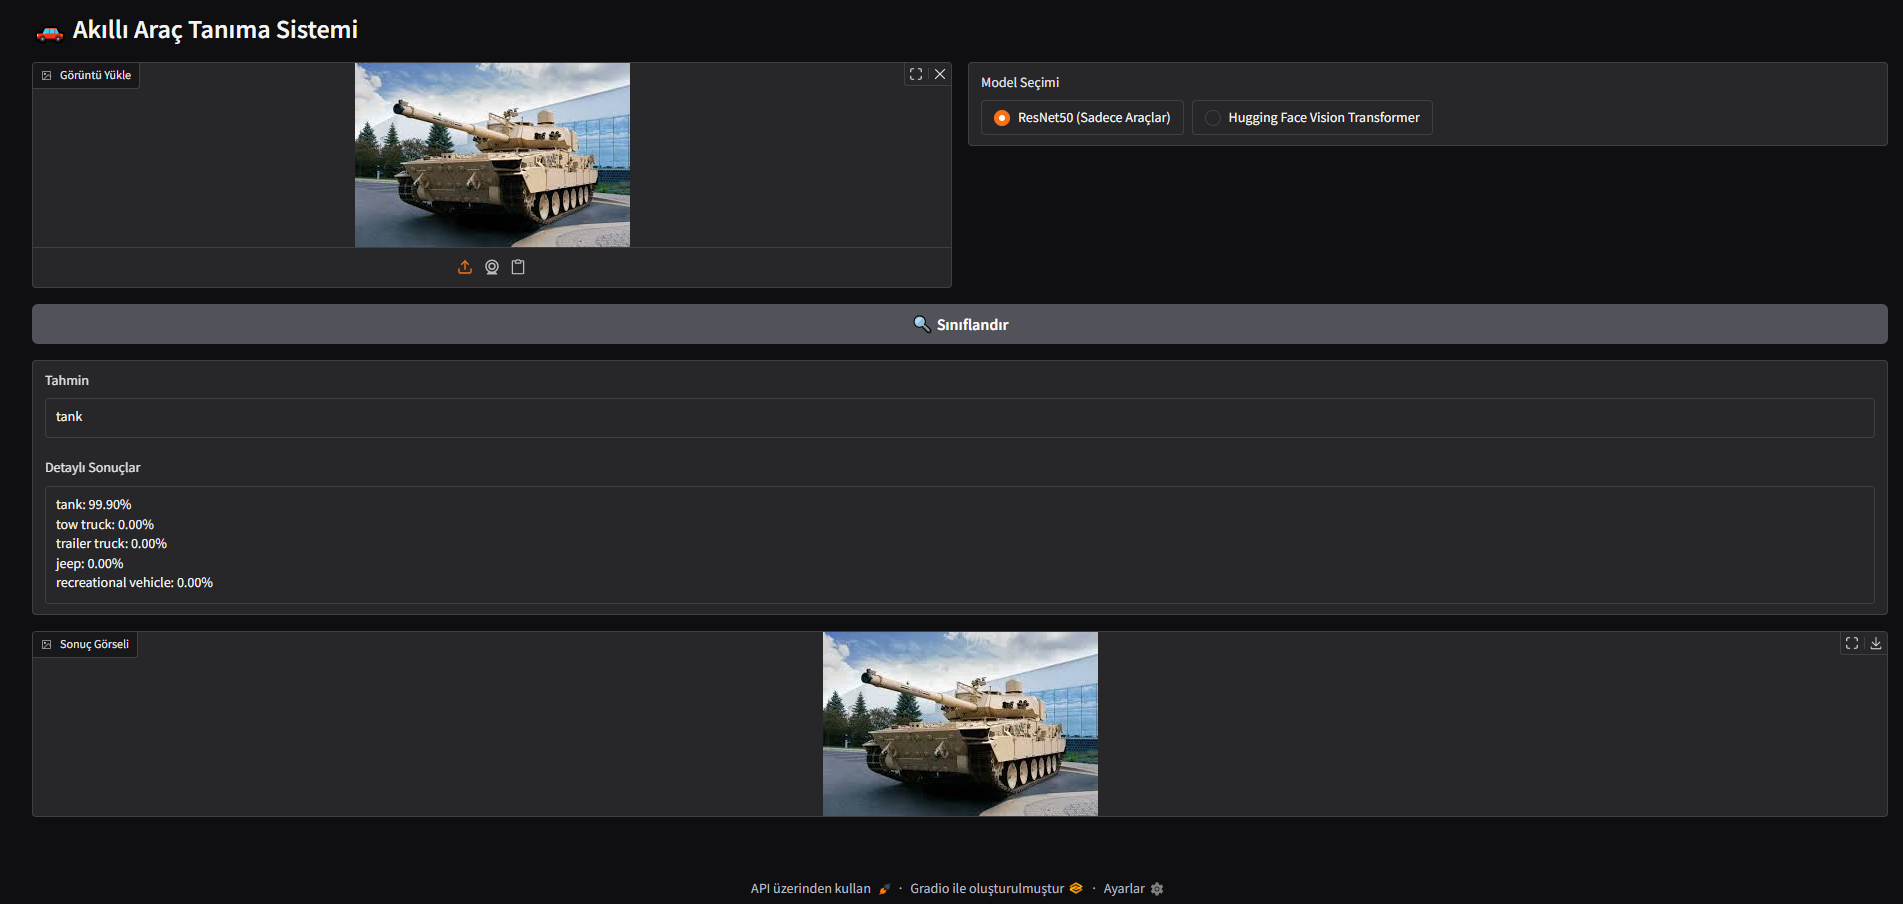 Akıllı Araç Tanıma Sistemi
Görüntü Yükle
Model Seçimi
ResNet50 (Sadece Araçlar)
Hugging Face Vision Transformer
Sınıflandır
Tahmin
tank
Detaylı Sonuçlar
tank: 99.90%
tow truck: 0.00%
trailer truck: 0.00%
jeep: 0.00%
recreational vehicle: 0.00%
Sonuç Görseli
API üzerinden kullan · Gradio ile oluşturulmuştur · Ayarlar